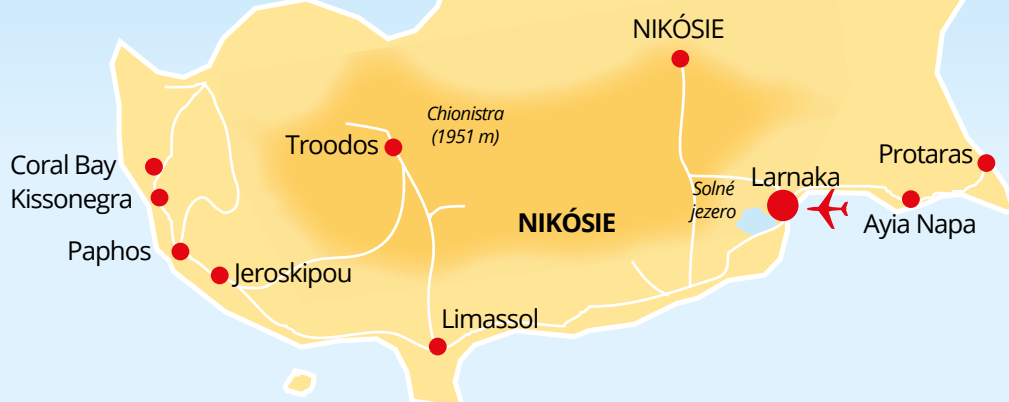 NIKÓSIE
Chionistra
(1951 m)
Troodos
Coral Bay
Kissonegra
Protaras
Larnaka
Solné
jezero
NIKÓSIE
Ayia Napa
Paphos
Jeroskipou
Limassol